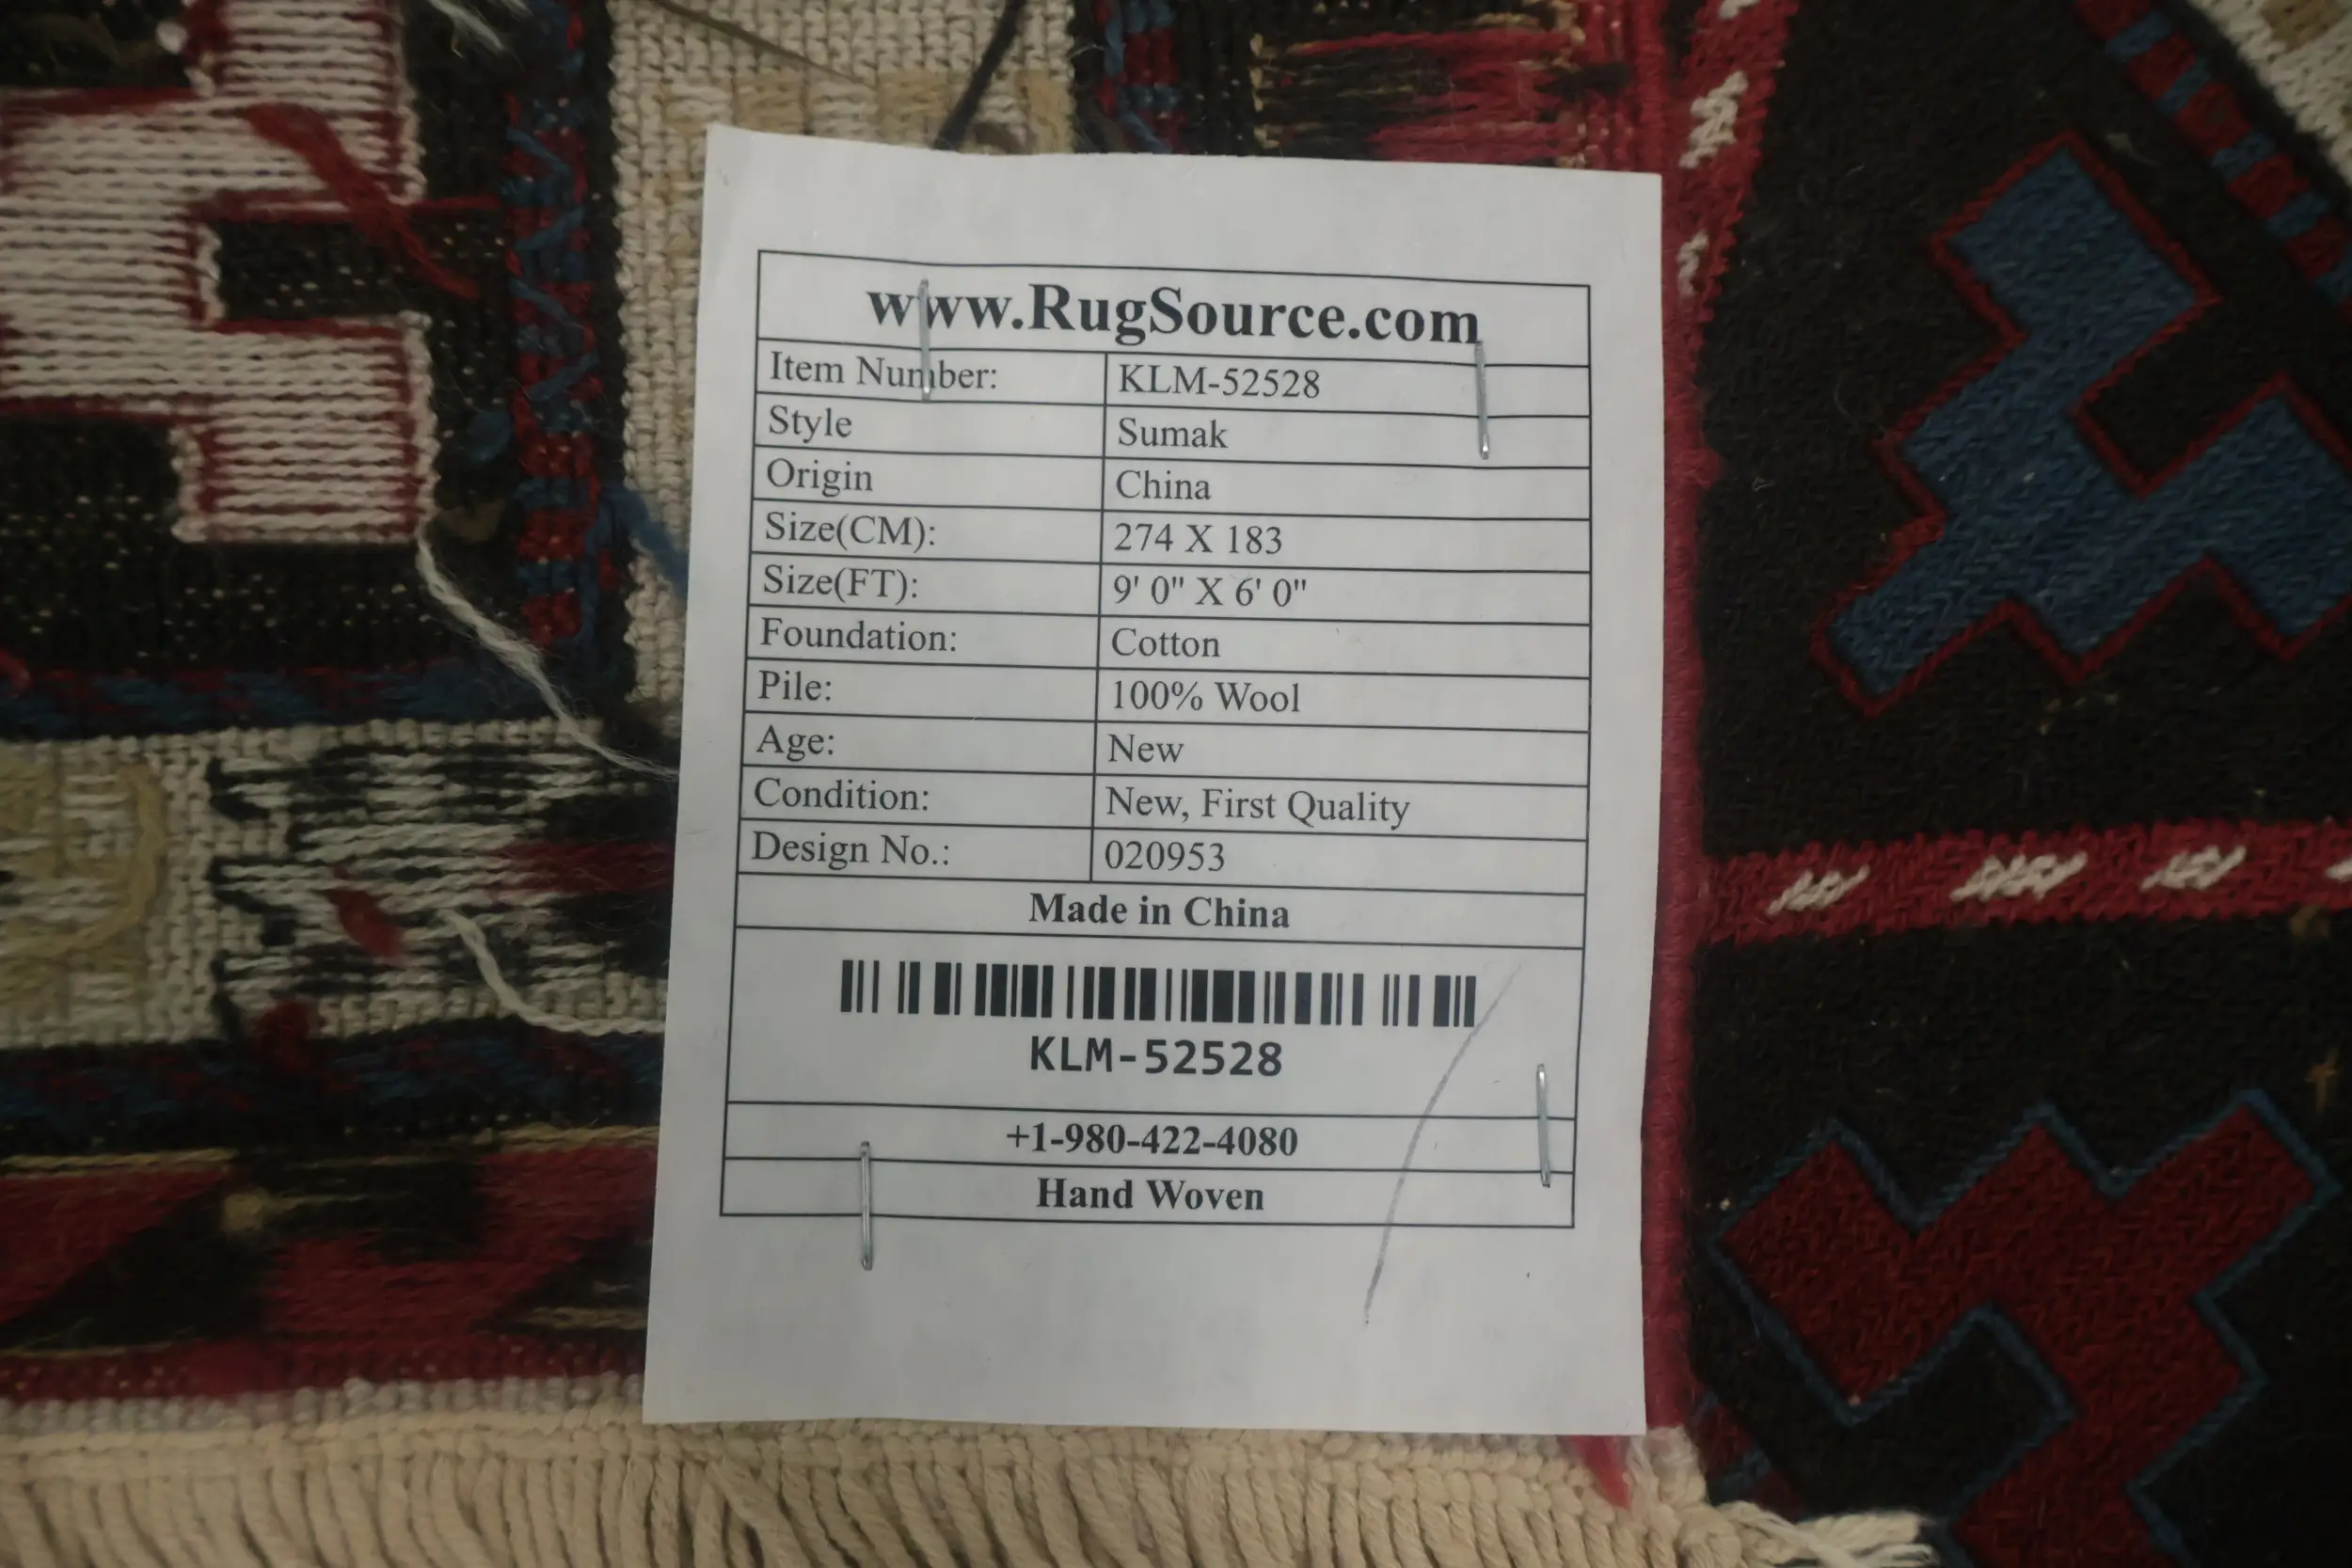 www.RugSource.com
Item Number: KLM-52528
Style Sumak
Origin China
Size(CM): 274 X 183
Size(FT): 9' 0" X 6' 0"
Foundation: Cotton
Pile: 100% Wool
Age: New
Condition: New, First Quality
Design No.: 020953
Made in China
KLM-52528
+1-980-422-4080
Hand Woven